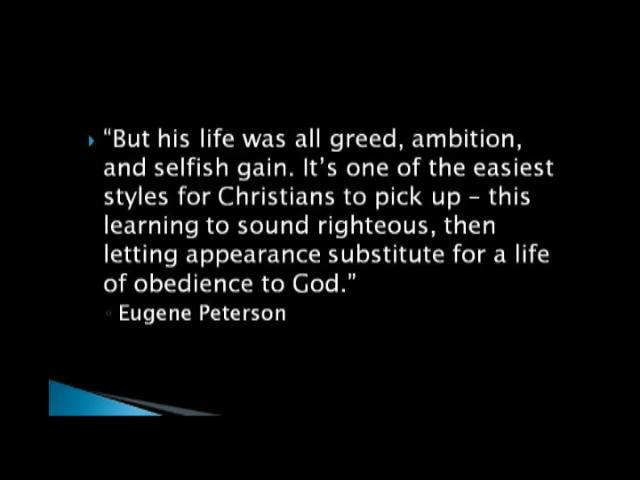 “But his life was all greed, ambition,
and selfish gain. It’s one of the easiest
styles for Christians to pick up – this
learning to sound righteous, then
letting appearance substitute for a life
of obedience to God.”
Eugene Peterson